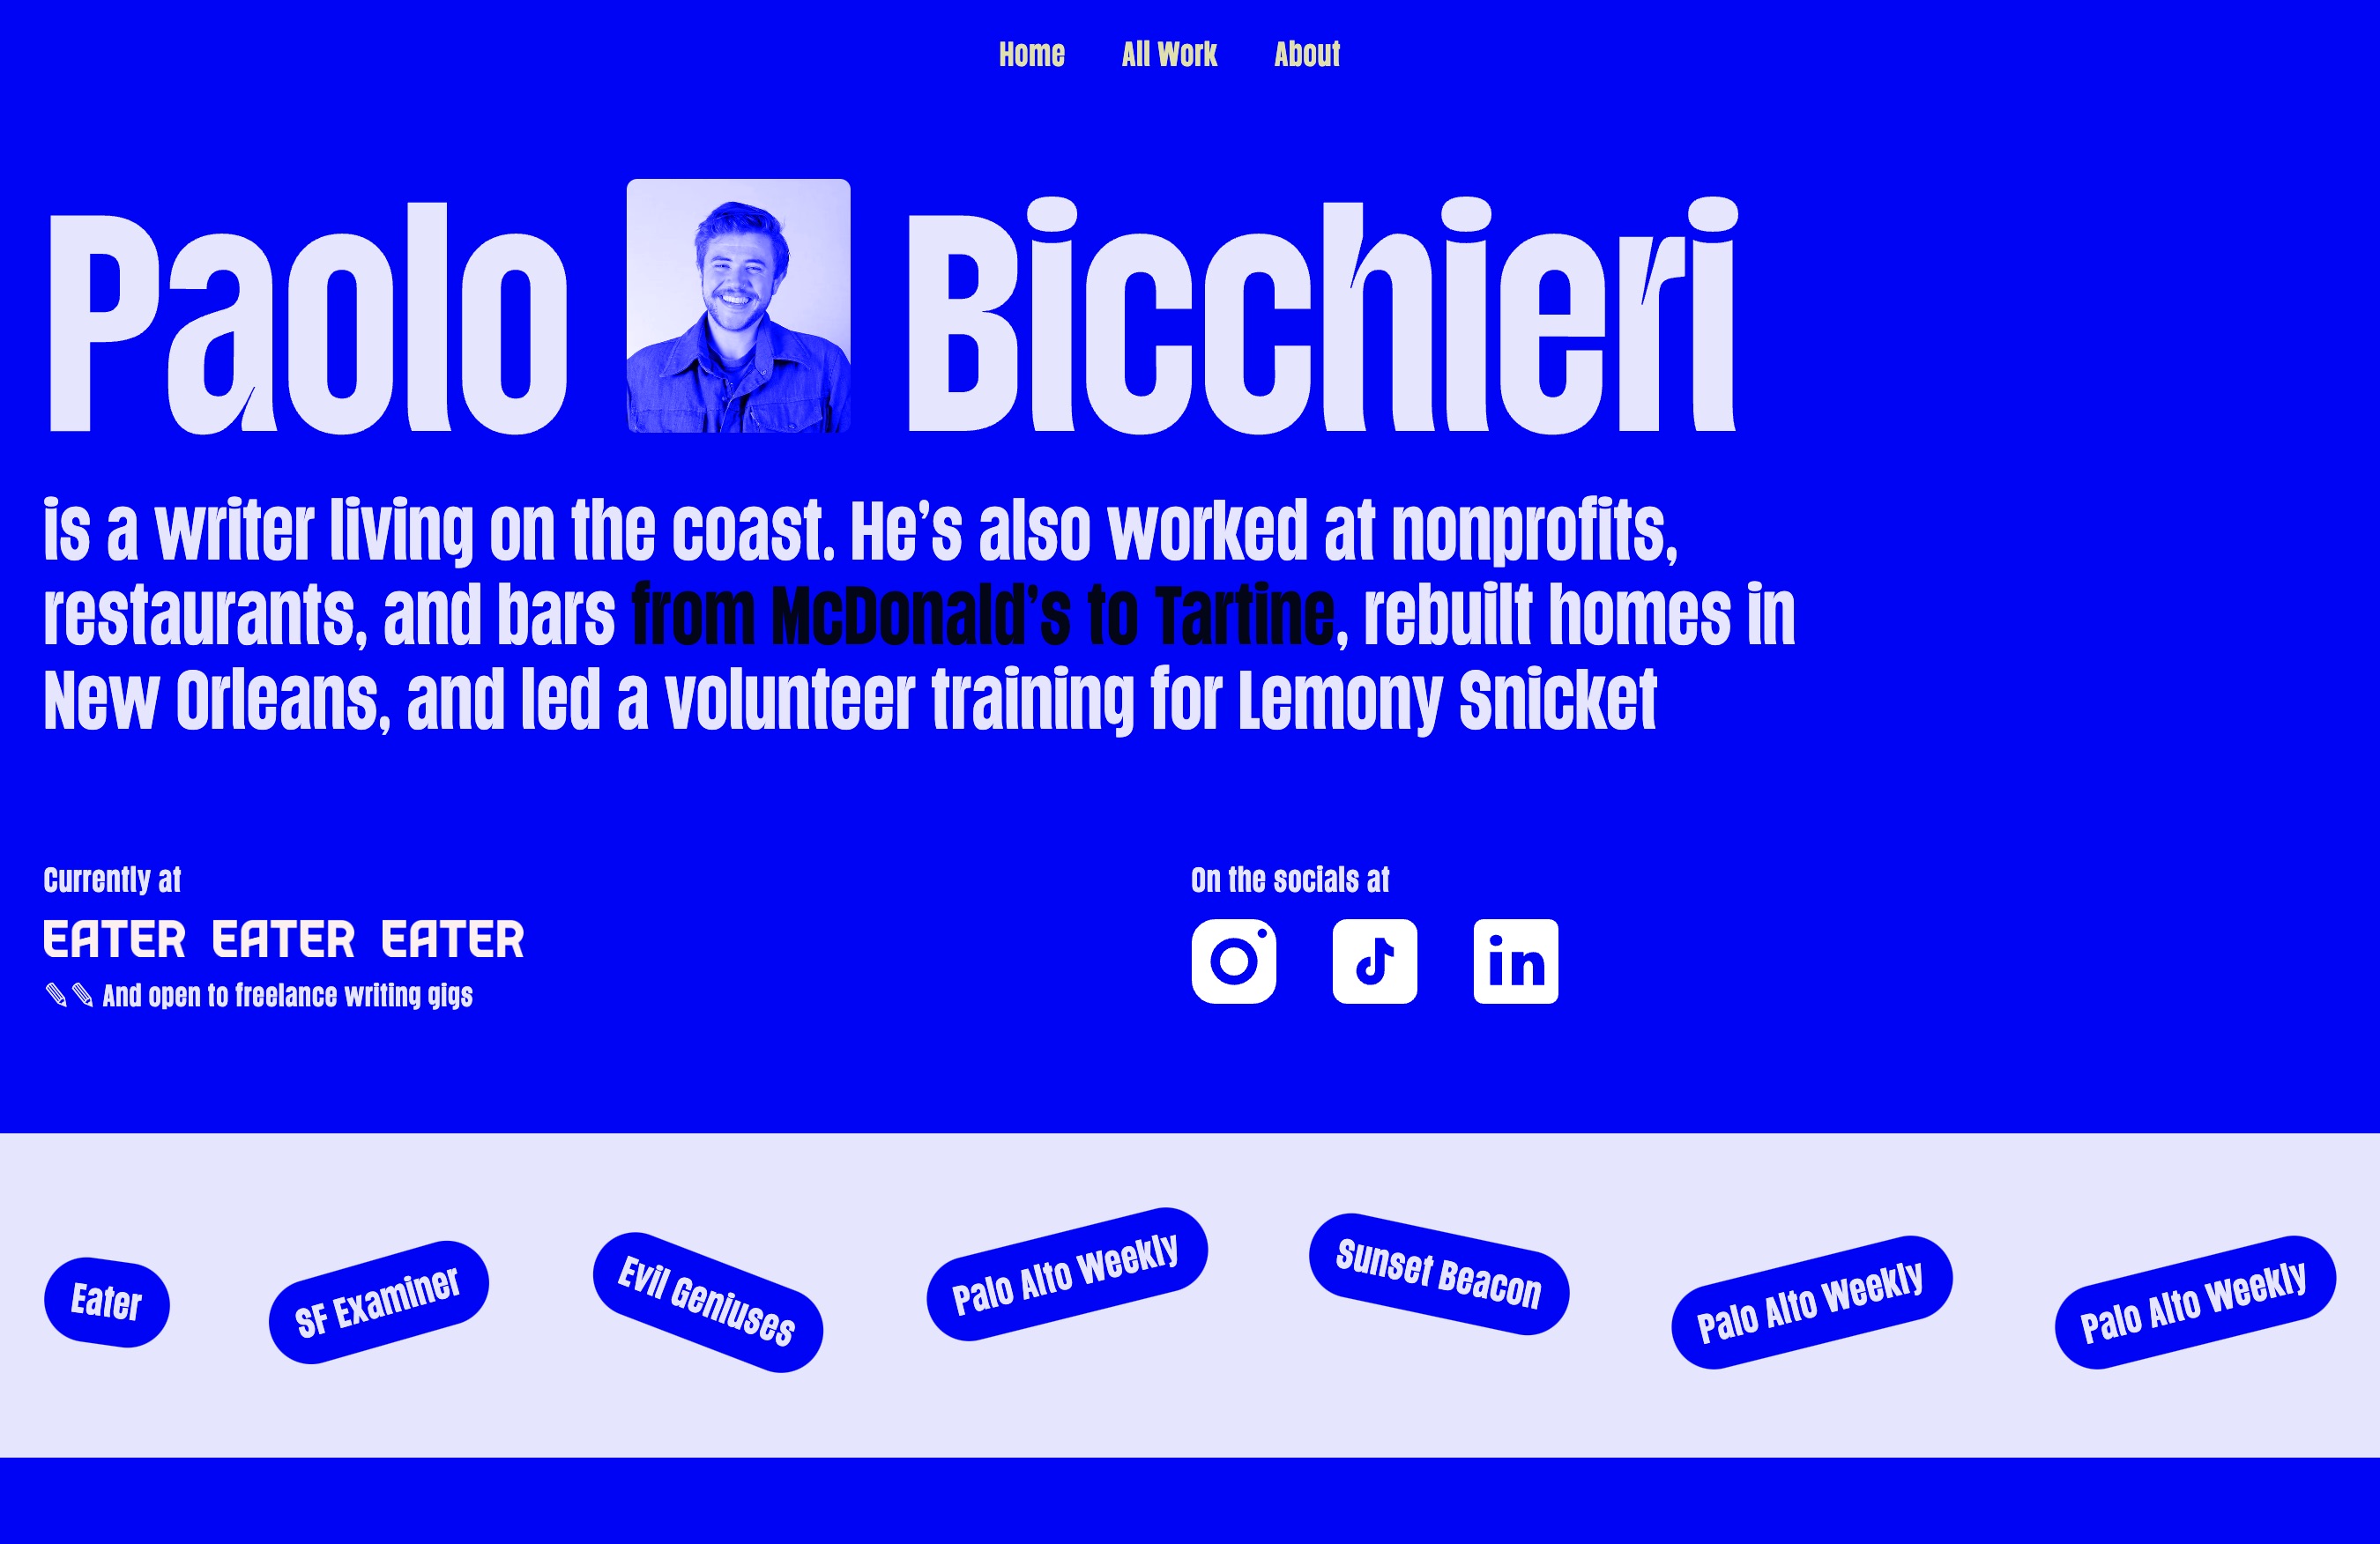 Home All Work About
Paolo Bicchieri
is a writer living on the coast. He’s also worked at nonprofits,
restaurants, and bars from McDonald’s to Tartine, rebuilt homes in
New Orleans, and led a volunteer training for Lemony Snicket
Currently at
EATER EATER EATER
✎✎ And open to freelance writing gigs
On the socials at
in
Eater
SF Examiner
Evil Geniuses
Palo Alto Weekly
Sunset Beacon
Palo Alto Weekly
Palo Alto Weekly